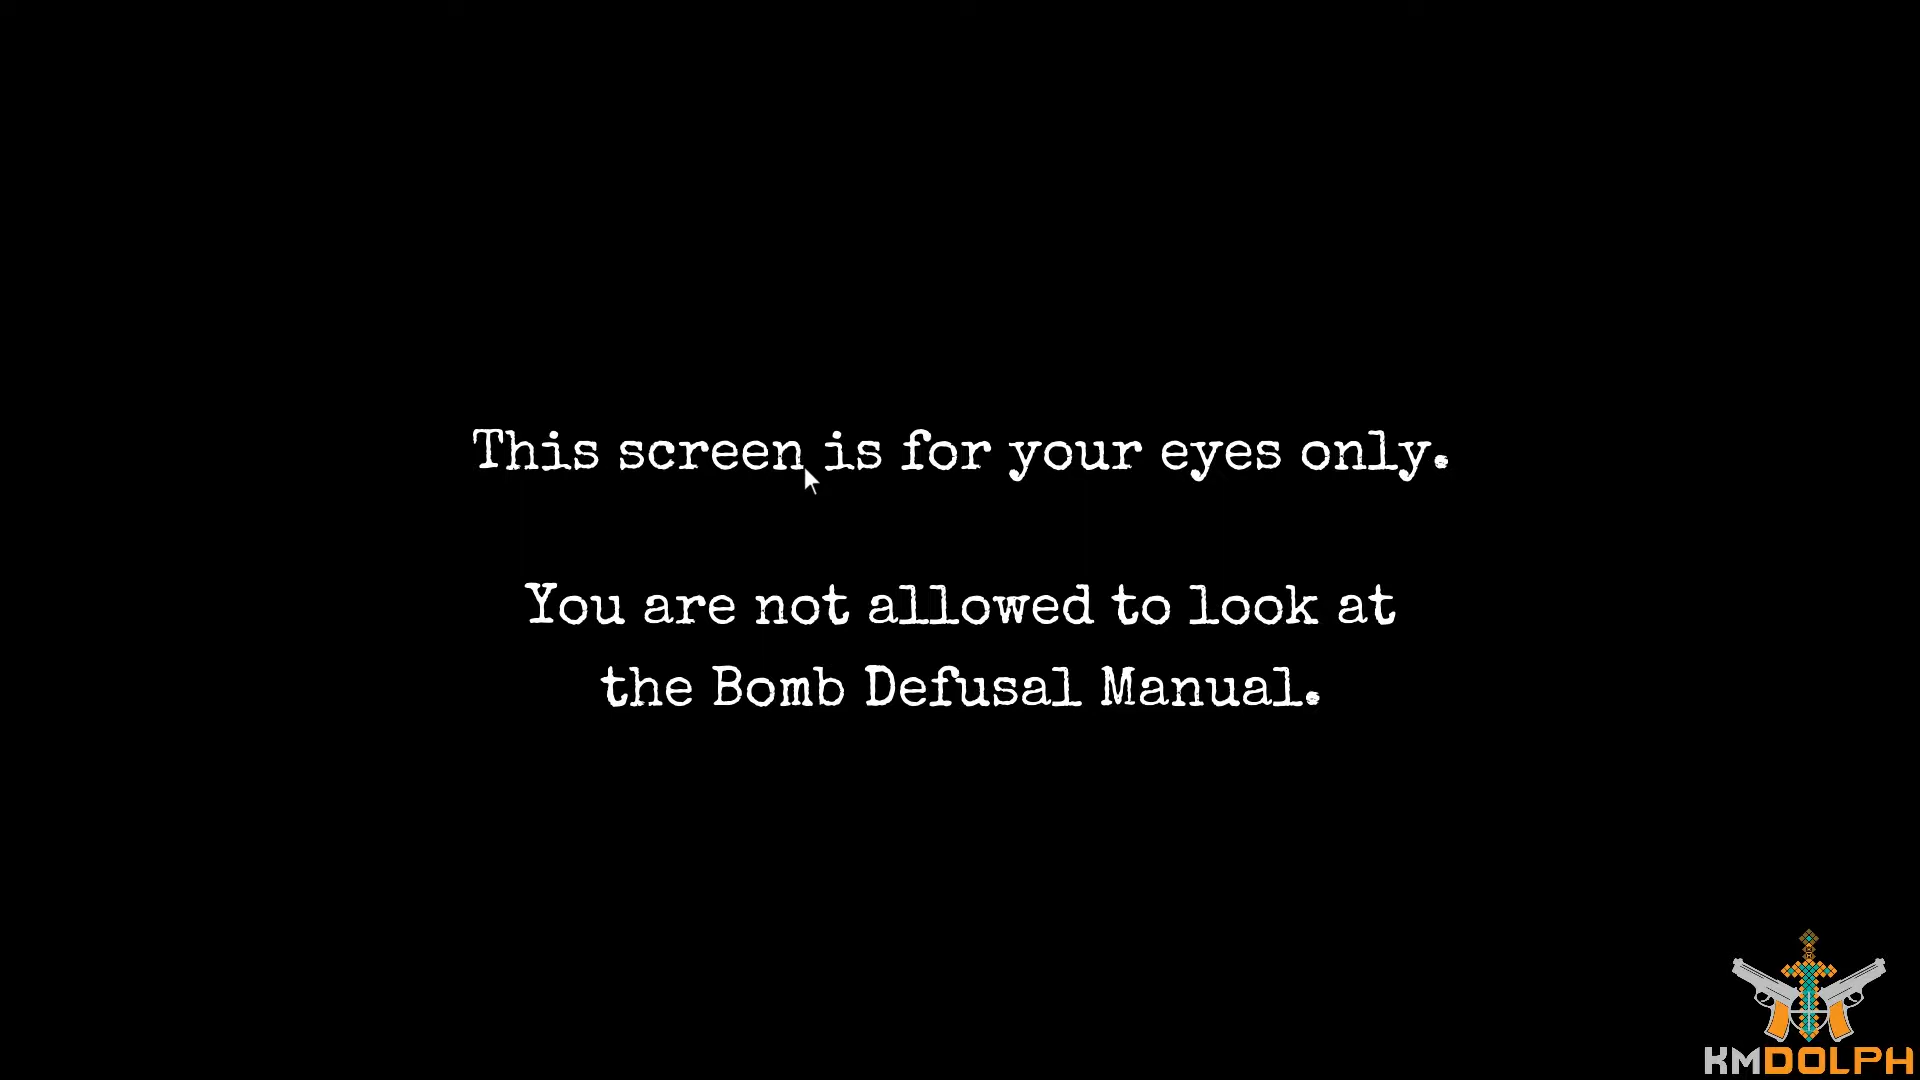 This screen is for your eyes only.
You are not allowed to look at
the Bomb Defusal Manual.
KMDOLPH